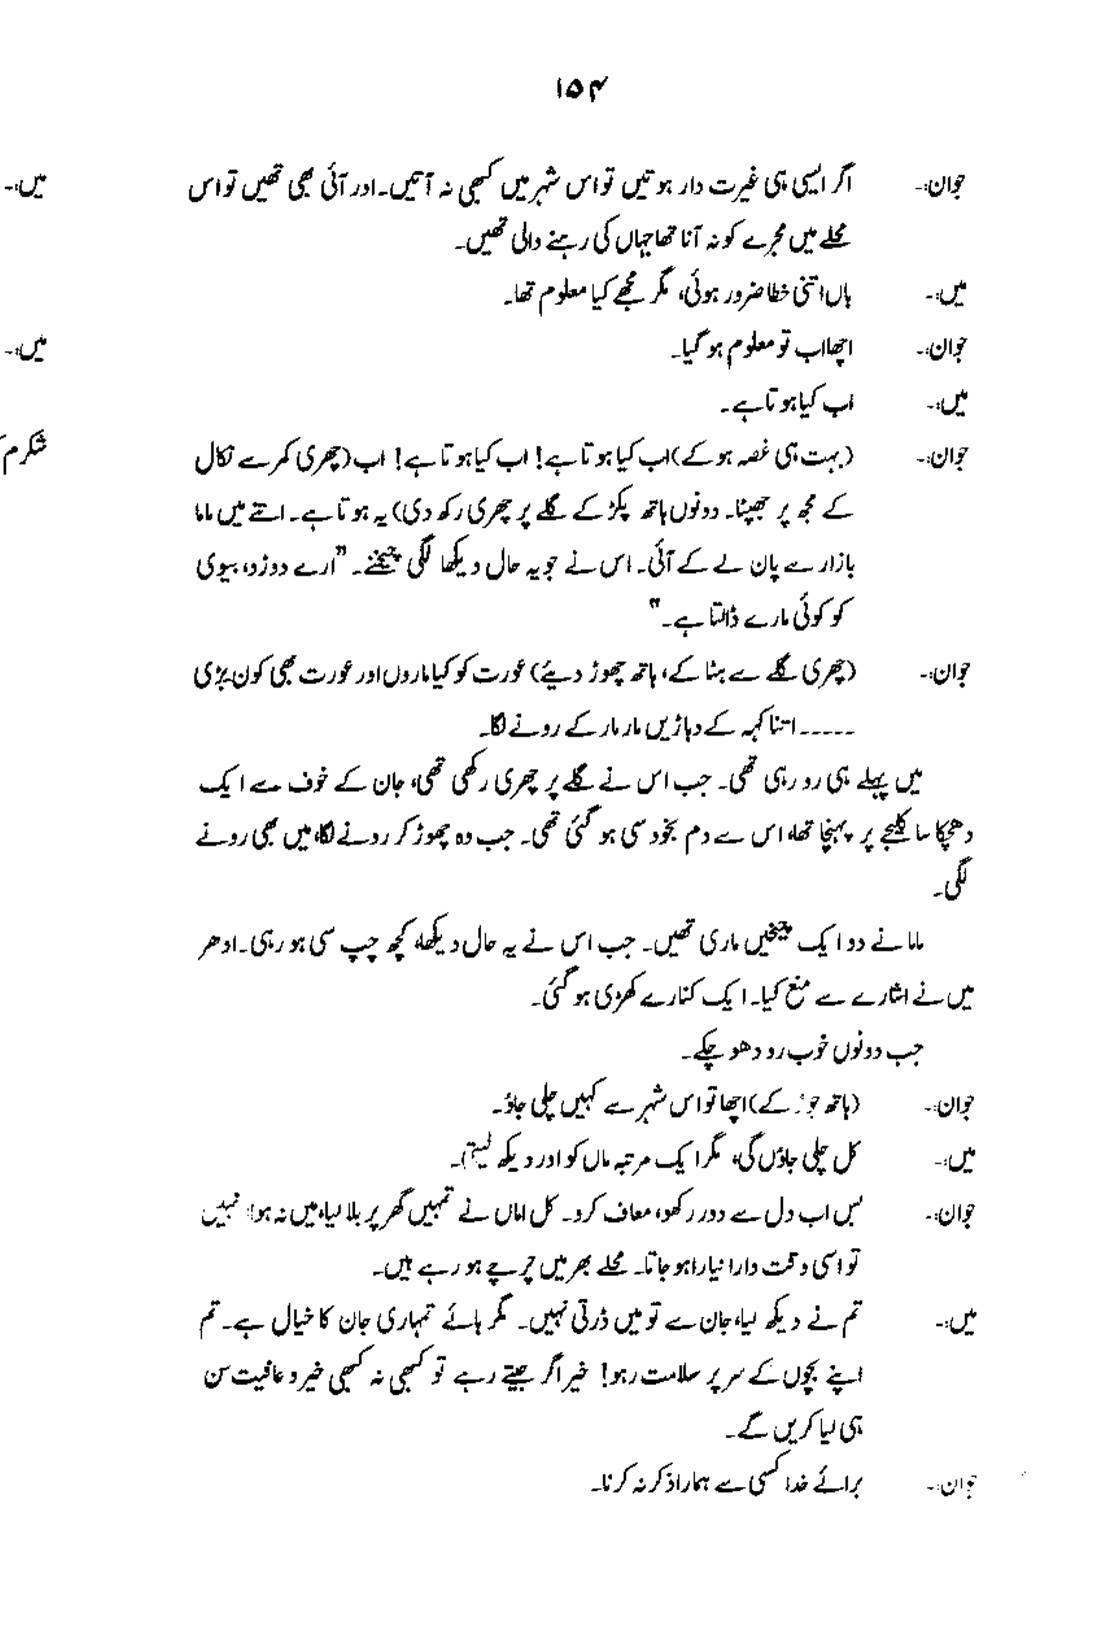 ۱۵۴
جوان:- اگر ایسی ہی غیرت دار ہوتیں تو اس شہر میں کبھی نہ آتیں۔ اور آئی بھی تھیں تو اس
محلے میں مجرے کو نہ آنا تھا جہاں کی رہنے والی تھیں۔
میں:- ہاں اتنی خطا ضرور ہوئی، مگر مجھے کیا معلوم تھا۔
جوان:- اچھا اب تو معلوم ہو گیا۔
میں:- اب کیا ہوتا ہے۔
جوان:- (بہت ہی غصہ ہو کے) اب کیا ہوتا ہے! اب کیا ہوتا ہے! اب (چھری کمر سے نکال
کے مجھ پر جھپٹا۔ دونوں ہاتھ پکڑ کے گلے پر چھری رکھ دی) یہ ہوتا ہے۔ اتنے میں ماما
بازار سے پان لے کے آئی۔ اس نے جو یہ حال دیکھا لگی چیخنے۔ "ارے دوڑو، بیوی
کو کوئی مارے ڈالتا ہے۔"
جوان:- (چھری گلے سے ہٹا کے، ہاتھ چھوڑ دیئے) عورت کو کیا ماروں اور عورت بھی کون۔ بڑی
-----اتنا کہہ کے دہاڑیں مار مار کے رونے لگا۔
میں پہلے ہی رو رہی تھی۔ جب اس نے گلے پر چھری رکھی تھی، جان کے خوف سے ایک
دھچکا سا کلیجے پر پہنچا تھا، اس سے دم بخود سی ہو گئی تھی۔ جب وہ چھوڑ کر رونے لگا، میں بھی رونے
لگی۔
ماما نے دو ایک چیخیں ماری تھیں۔ جب اس نے یہ حال دیکھا، کچھ چپ سی ہو رہی۔ ادھر
میں نے اشارے سے منع کیا۔ ایک کنارے کھڑی ہو گئی۔
جب دونوں خوب رو دھو چکے۔
جوان:- (ہاتھ جوڑ کے) اچھا تو اس شہر سے کہیں چلی جاؤ۔
میں:- کل چلی جاؤں گی، مگر ایک مرتبہ ماں کو اور دیکھ لیتی۔
جوان:- بس اب دل سے دور رکھو، معاف کرو۔ کل اماں نے تمہیں گھر پر بلا لیا، میں نہ ہوا، نہیں
تو اسی وقت وارا نیارا ہو جاتا۔ محلے بھر میں چرچے ہو رہے ہیں۔
میں:- تم نے دیکھ لیا، جان سے تو میں ڈرتی نہیں۔ مگر ہائے تمہاری جان کا خیال ہے۔ تم
اپنے بچوں کے سر پر سلامت رہو! خیر اگر جیتے رہے تو کبھی نہ کبھی خیر و عافیت سن
ہی لیا کریں گے۔
جوان:- برائے خدا کسی سے ہمارا ذکر نہ کرنا۔
میں:-
میں:-
شکرم